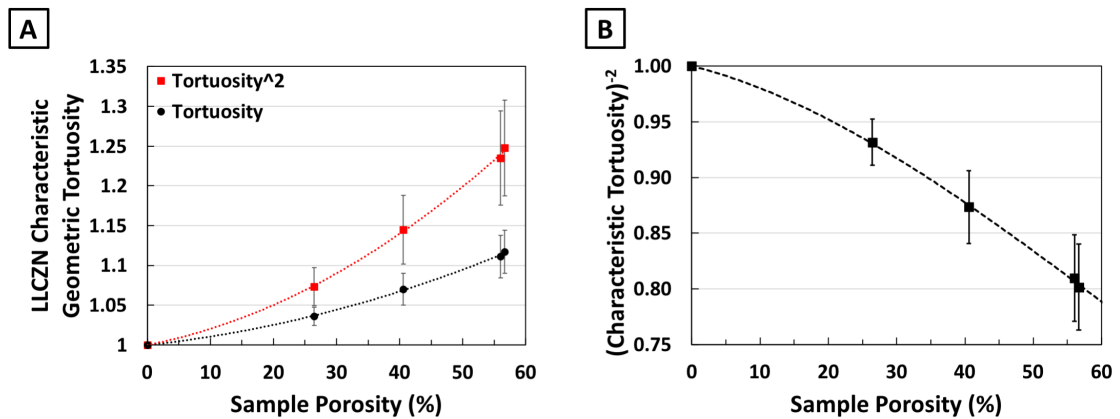 A
LLCZN Characteristic
Geometric Tortuosity
1.35
1.3
1.25
1.2
1.15
1.1
1.05
1
Tortuosity^2
Tortuosity
0 10 20 30 40 50 60
Sample Porosity (%)
B
(Characteristic Tortuosity)-2
1.00
0.95
0.90
0.85
0.80
0.75
0 10 20 30 40 50 60
Sample Porosity (%)